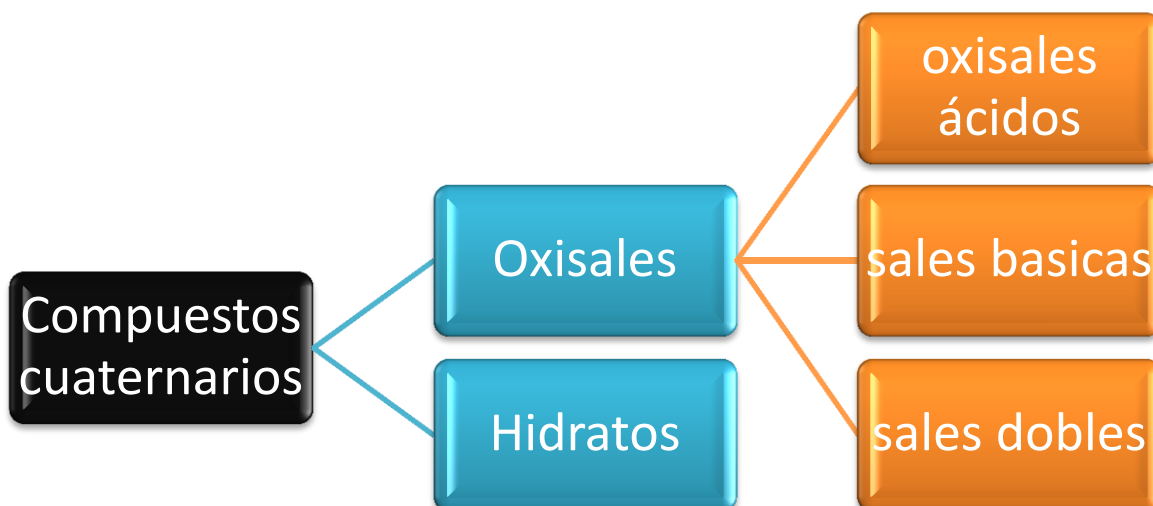 Compuestos
cuaternarios
Oxisales
Hidratos
oxisales
ácidos
sales basicas
sales dobles